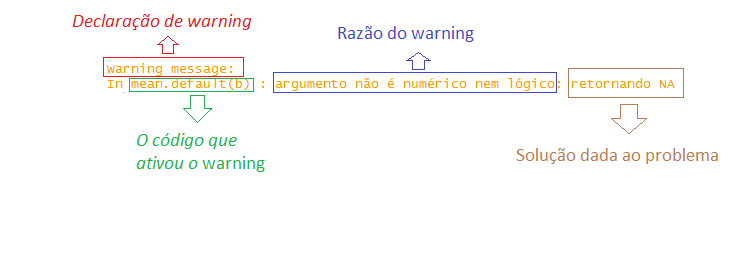 Declaração de warning
Razão do warning
Warning message:
In mean.default(b) : argumento não é numérico nem lógico: retornando NA
O código que
ativou o warning
Solução dada ao problema